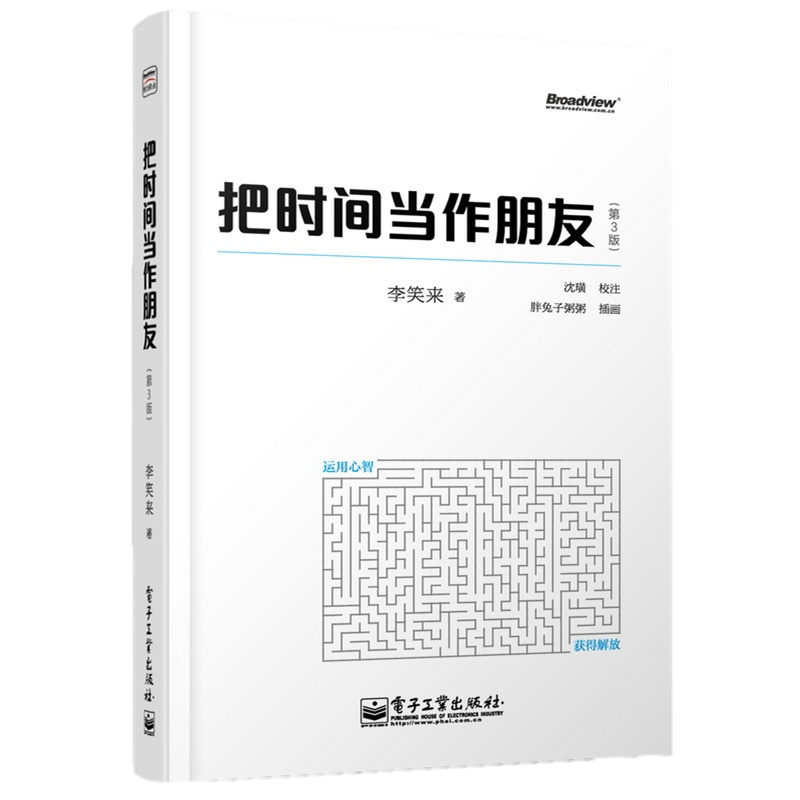 Broadview®
www.broadview.com.cn
把时间当作朋友
（第3版）
李笑来 著
沈璜 校注
胖兔子粥粥 插画
运用心智
获得解放
電子工業出版社·
PUBLISHING HOUSE OF ELECTRONICS INDUSTRY
http://www.phei.com.cn
Broadview
把时间当作朋友
（第3版）
李笑来 著
電子工業出版社·